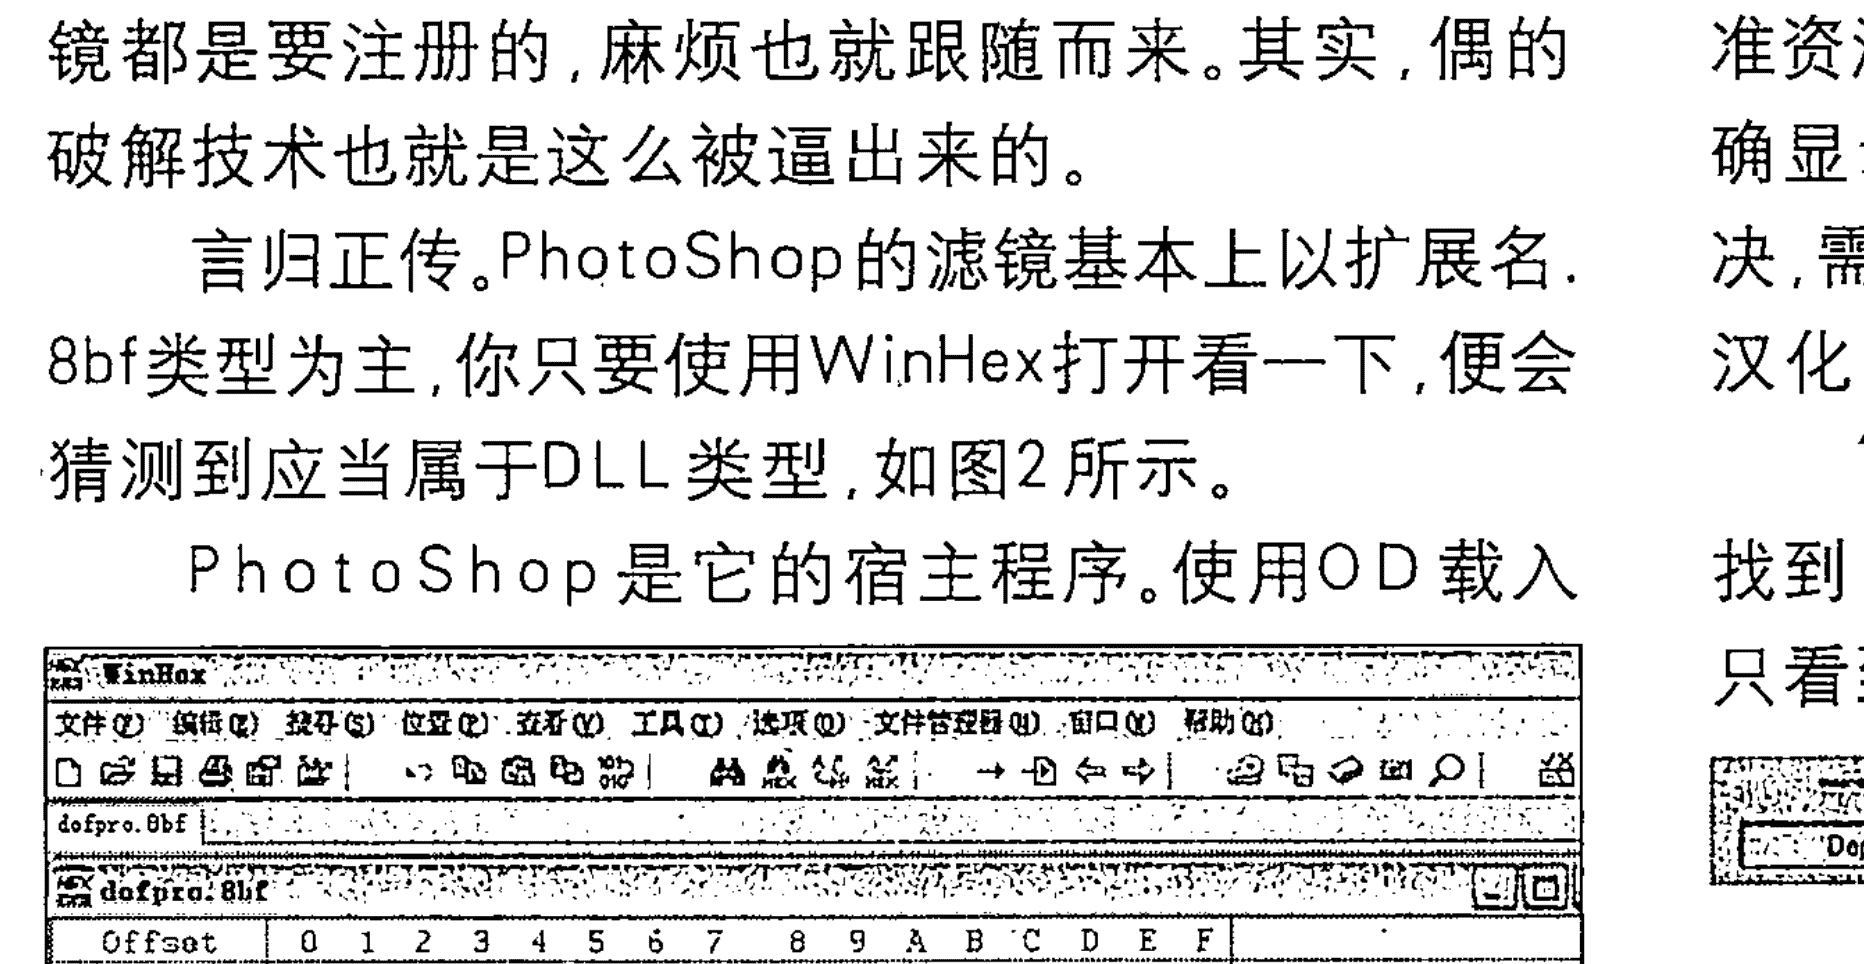 镜都是要注册的,麻烦也就跟随而来。其实,偶的
破解技术也就是这么被逼出来的。
言归正传。PhotoShop的滤镜基本上以扩展名.
8bf类型为主,你只要使用WinHex打开看一下,便会
猜测到应当属于DLL类型,如图2所示。
PhotoShop是它的宿主程序。使用OD载入
WinHex
文件(F) 编辑(E) 搜寻(S) 位置(P) 查看(V) 工具(T) 选项(O) 文件管理器(M) 窗口(W) 帮助(H)
dofpro.8bf
dofpro.8bf
Offset 0 1 2 3 4 5 6 7 8 9 A B C D E F
准资
确显
决,需
汉化
找到
只看